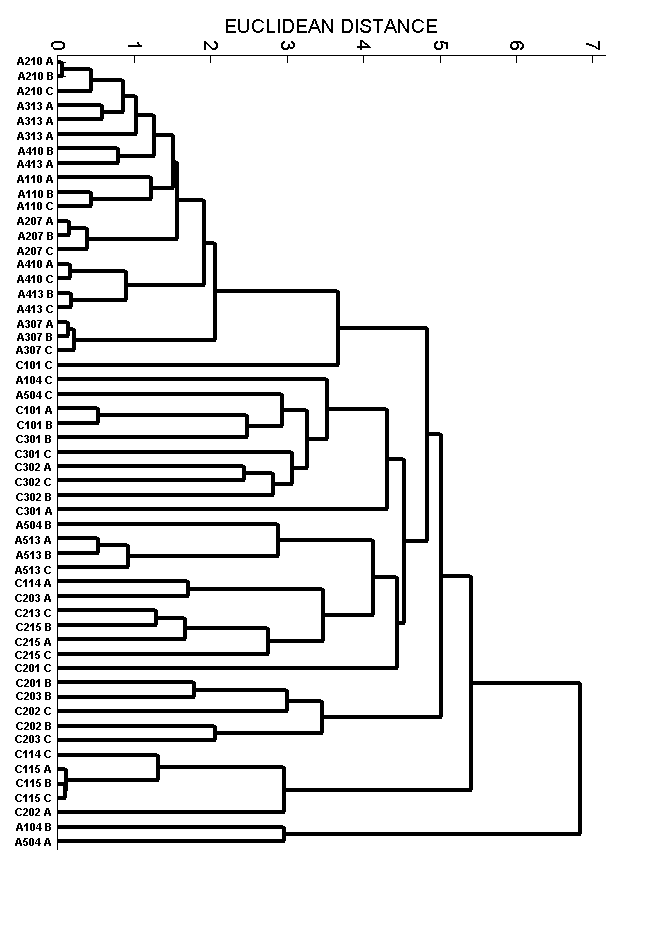 EUCLIDEAN DISTANCE
0 1 2 3 4 5 6 7
A210 A
A210 B
A210 C
A313 A
A313 A
A313 A
A410 B
A413 A
A110 A
A110 B
A110 C
A207 A
A207 B
A207 C
A410 A
A410 C
A413 B
A413 C
A307 A
A307 B
A307 C
C101 C
A104 C
A504 C
C101 A
C101 B
C301 B
C301 C
C302 A
C302 C
C302 B
C301 A
A504 B
A513 A
A513 B
A513 C
C114 A
C203 A
C213 C
C215 B
C215 A
C215 C
C201 C
C201 B
C203 B
C202 C
C202 B
C203 C
C114 C
C115 A
C115 B
C115 C
C202 A
A104 B
A504 A